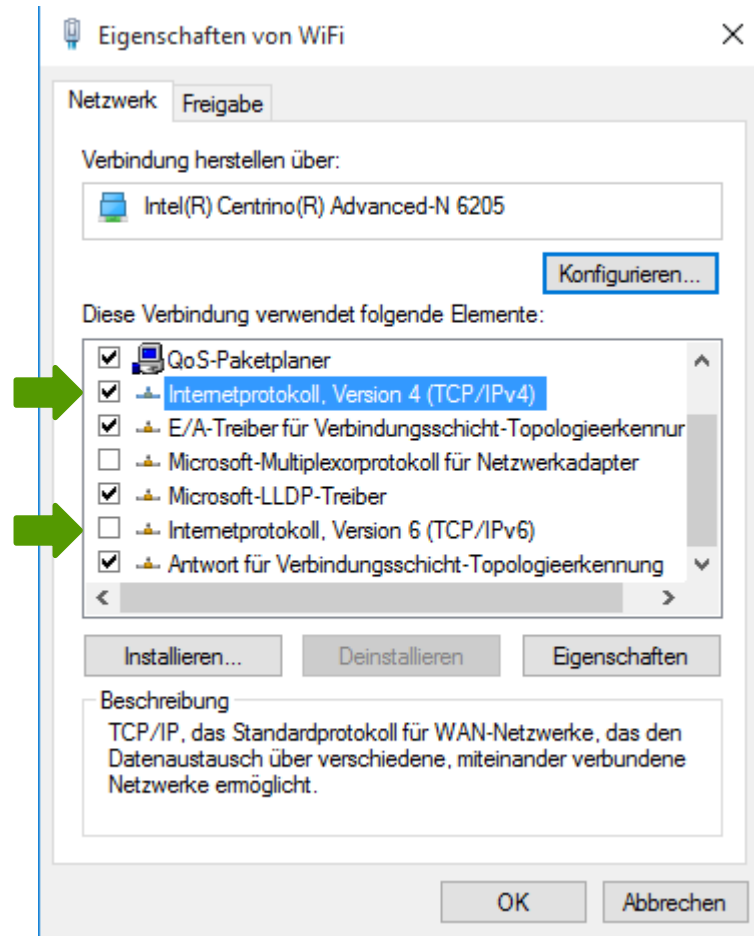 Eigenschaften von WiFi
Netzwerk Freigabe
Verbindung herstellen über:
Intel(R) Centrino(R) Advanced-N 6205
Konfigurieren...
Diese Verbindung verwendet folgende Elemente:
QoS-Paketplaner
Internetprotokoll, Version 4 (TCP/IPv4)
E/A-Treiber für Verbindungsschicht-Topologieerkennur
Microsoft-Multiplexorprotokoll für Netzwerkadapter
Microsoft-LLDP-Treiber
Internetprotokoll, Version 6 (TCP/IPv6)
Antwort für Verbindungsschicht-Topologieerkennung
Installieren... Deinstallieren Eigenschaften
Beschreibung
TCP/IP, das Standardprotokoll für WAN-Netzwerke, das den
Datenaustausch über verschiedene, miteinander verbundene
Netzwerke ermöglicht.
OK Abbrechen